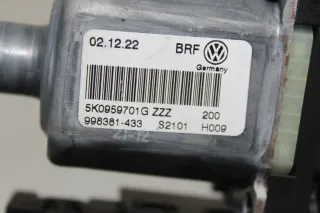 02.12.22 BRF
Germany
5K0959701G ZZZ 200
998381-433 S2101 H009